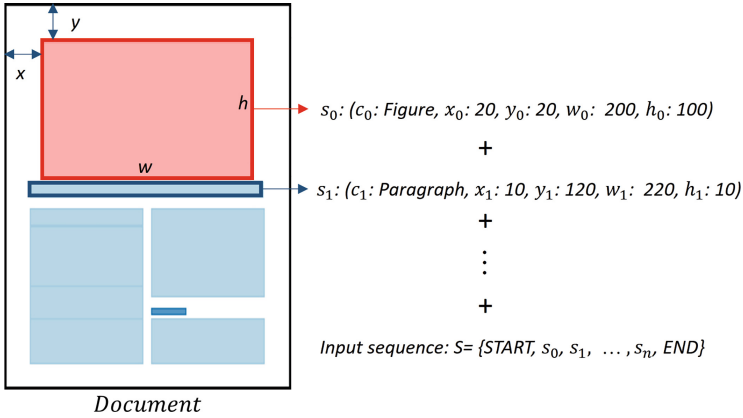 y
x
h
w
s₀: (c₀: Figure, x₀: 20, y₀: 20, w₀: 200, h₀: 100)
+
s₁: (c₁: Paragraph, x₁: 10, y₁: 120, w₁: 220, h₁: 10)
+
⋮
+
Input sequence: S= {START, s₀, s₁, … , sₙ, END}
Document